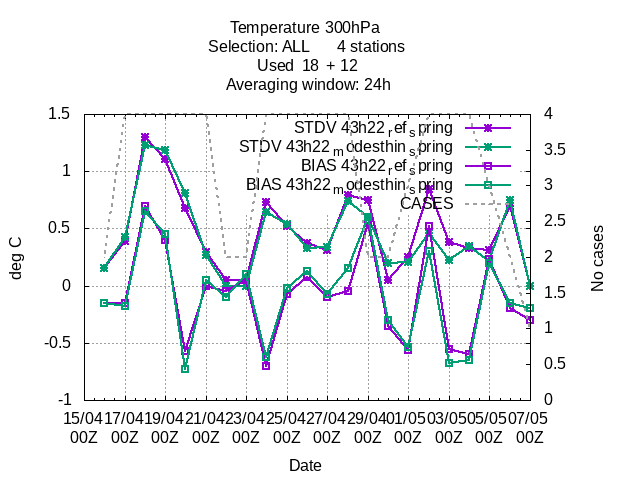 Temperature 300hPa
Selection: ALL 4 stations
Used 18 + 12
Averaging window: 24h
STDV 43h22refspring
STDV 43h22modesthinspring
BIAS 43h22refspring
BIAS 43h22modesthinspring
CASES
1.5
1
0.5
0
-0.5
-1
4
3.5
3
2.5
2
1.5
1
0.5
0
deg C
No cases
15/04 17/04 19/04 21/04 23/04 25/04 27/04 29/04 01/05 03/05 05/05 07/05
00Z 00Z 00Z 00Z 00Z 00Z 00Z 00Z 00Z 00Z 00Z 00Z
Date